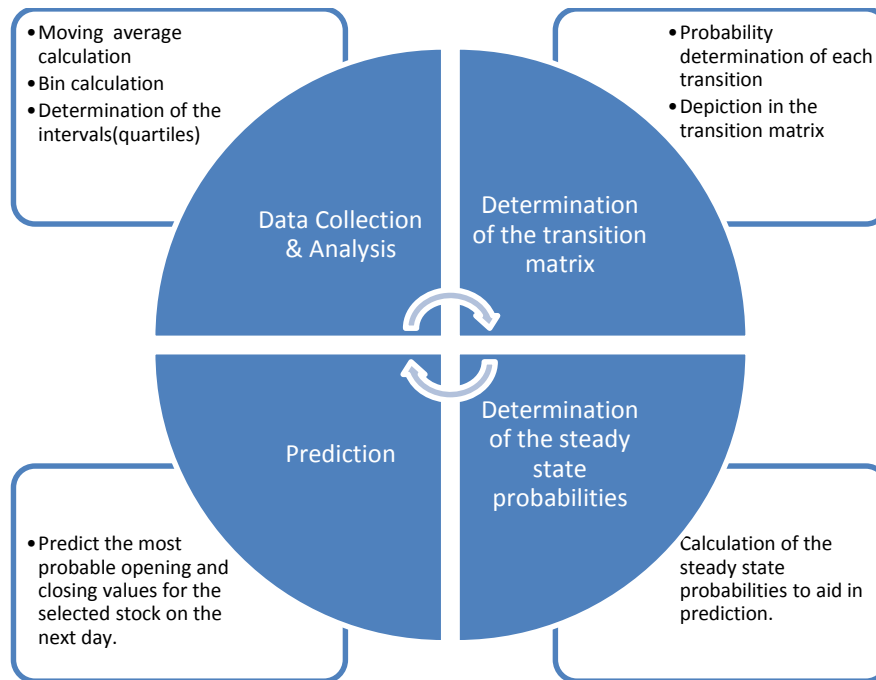 •Moving average
calculation
•Bin calculation
•Determination of the
intervals(quartiles)
•Probability
determination of each
transition
•Depiction in the
transition matrix
Data Collection
& Analysis
Determination
of the transition
matrix
Prediction
Determination
of the steady
state
probabilities
•Predict the most
probable opening and
closing values for the
selected stock on the
next day.
Calculation of the
steady state
probabilities to aid in
prediction.